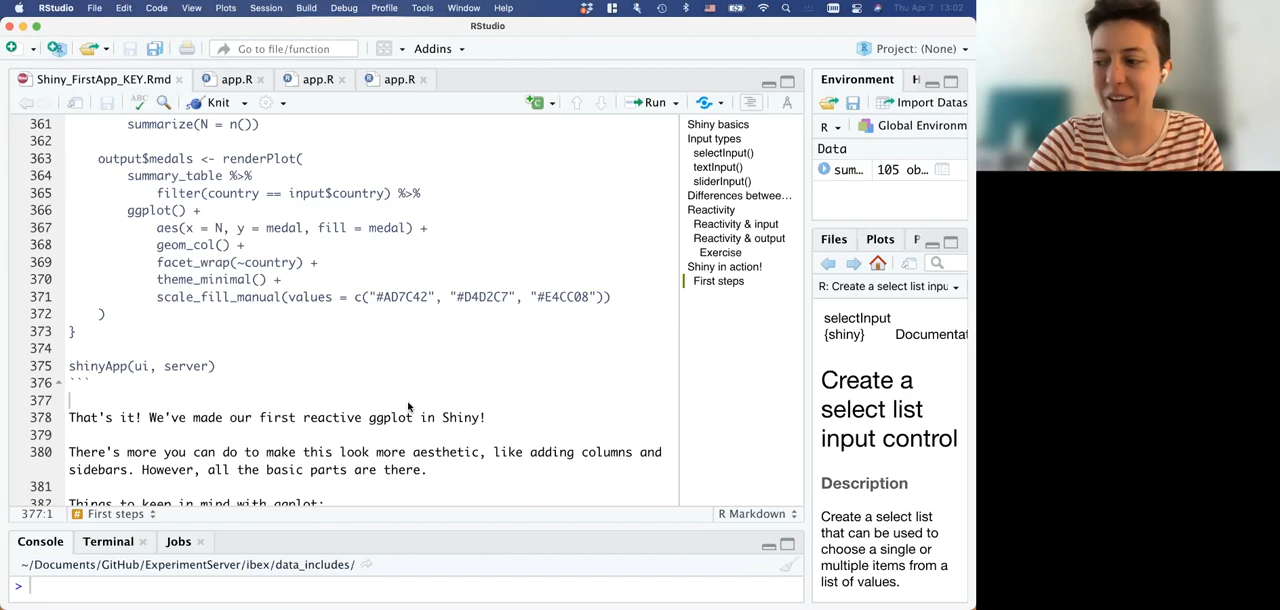 RStudio File Edit Code View Plots Session Build Debug Profile Tools Window Help Thu Apr 7 13:02
RStudio
Go to file/function Addins Project: (None)
Shiny_FirstApp_KEY.Rmd app.R app.R app.R
ABC Knit Run
361 summarize(N = n())
362
363 output$medals <- renderPlot(
364 summary_table %>%
365 filter(country == input$country) %>%
366 ggplot() +
367 aes(x = N, y = medal, fill = medal) +
368 geom_col() +
369 facet_wrap(~country) +
370 theme_minimal() +
371 scale_fill_manual(values = c("#AD7C42", "#D4D2C7", "#E4CC08"))
372 )
373 }
374
375 shinyApp(ui, server)
376 ```
377
378 That's it! We've made our first reactive ggplot in Shiny!
379
380 There's more you can do to make this look more aesthetic, like adding columns and
sidebars. However, all the basic parts are there.
381
382 Things to keep in mind with ggplot:
377:1 # First steps R Markdown
Shiny basics
Input types
selectInput()
textInput()
sliderInput()
Differences betwee…
Reactivity
Reactivity & input
Reactivity & output
Exercise
Shiny in action!
First steps
Console Terminal Jobs
~/Documents/GitHub/ExperimentServer/ibex/data_includes/
>
Environment H
Import Datas
R Global Environm
Data
sum… 105 ob…
Files Plots P
R: Create a select list inpu
selectInput
{shiny} Documentat
Create a
select list
input control
Description
Create a select list
that can be used to
choose a single or
multiple items from a
list of values.